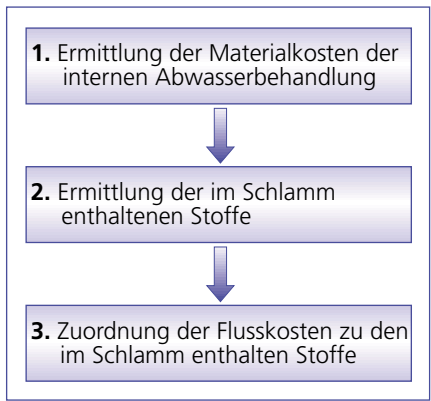 1. Ermittlung der Materialkosten der
internen Abwasserbehandlung
2. Ermittlung der im Schlamm
enthaltenen Stoffe
3. Zuordnung der Flusskosten zu den
im Schlamm enthalten Stoffe